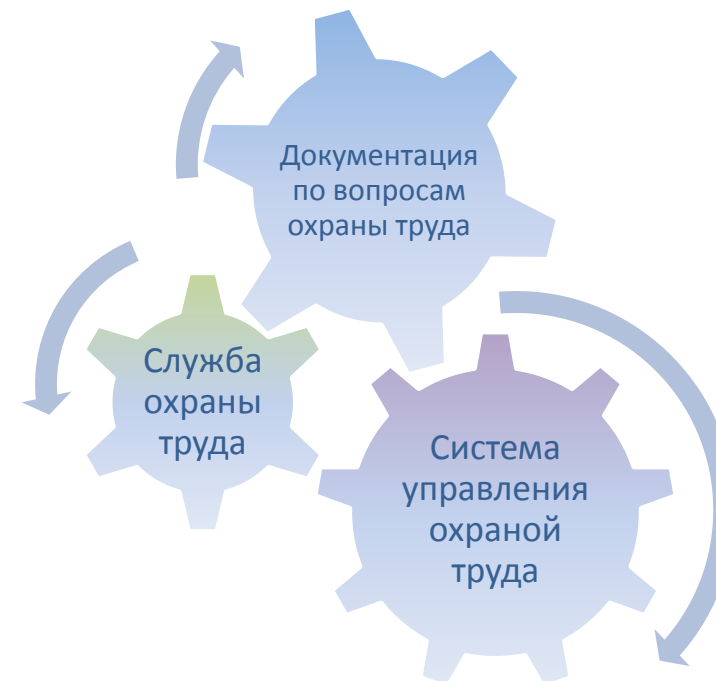 Документация
по вопросам
охраны труда
Служба
охраны
труда
Система
управления
охраной
труда